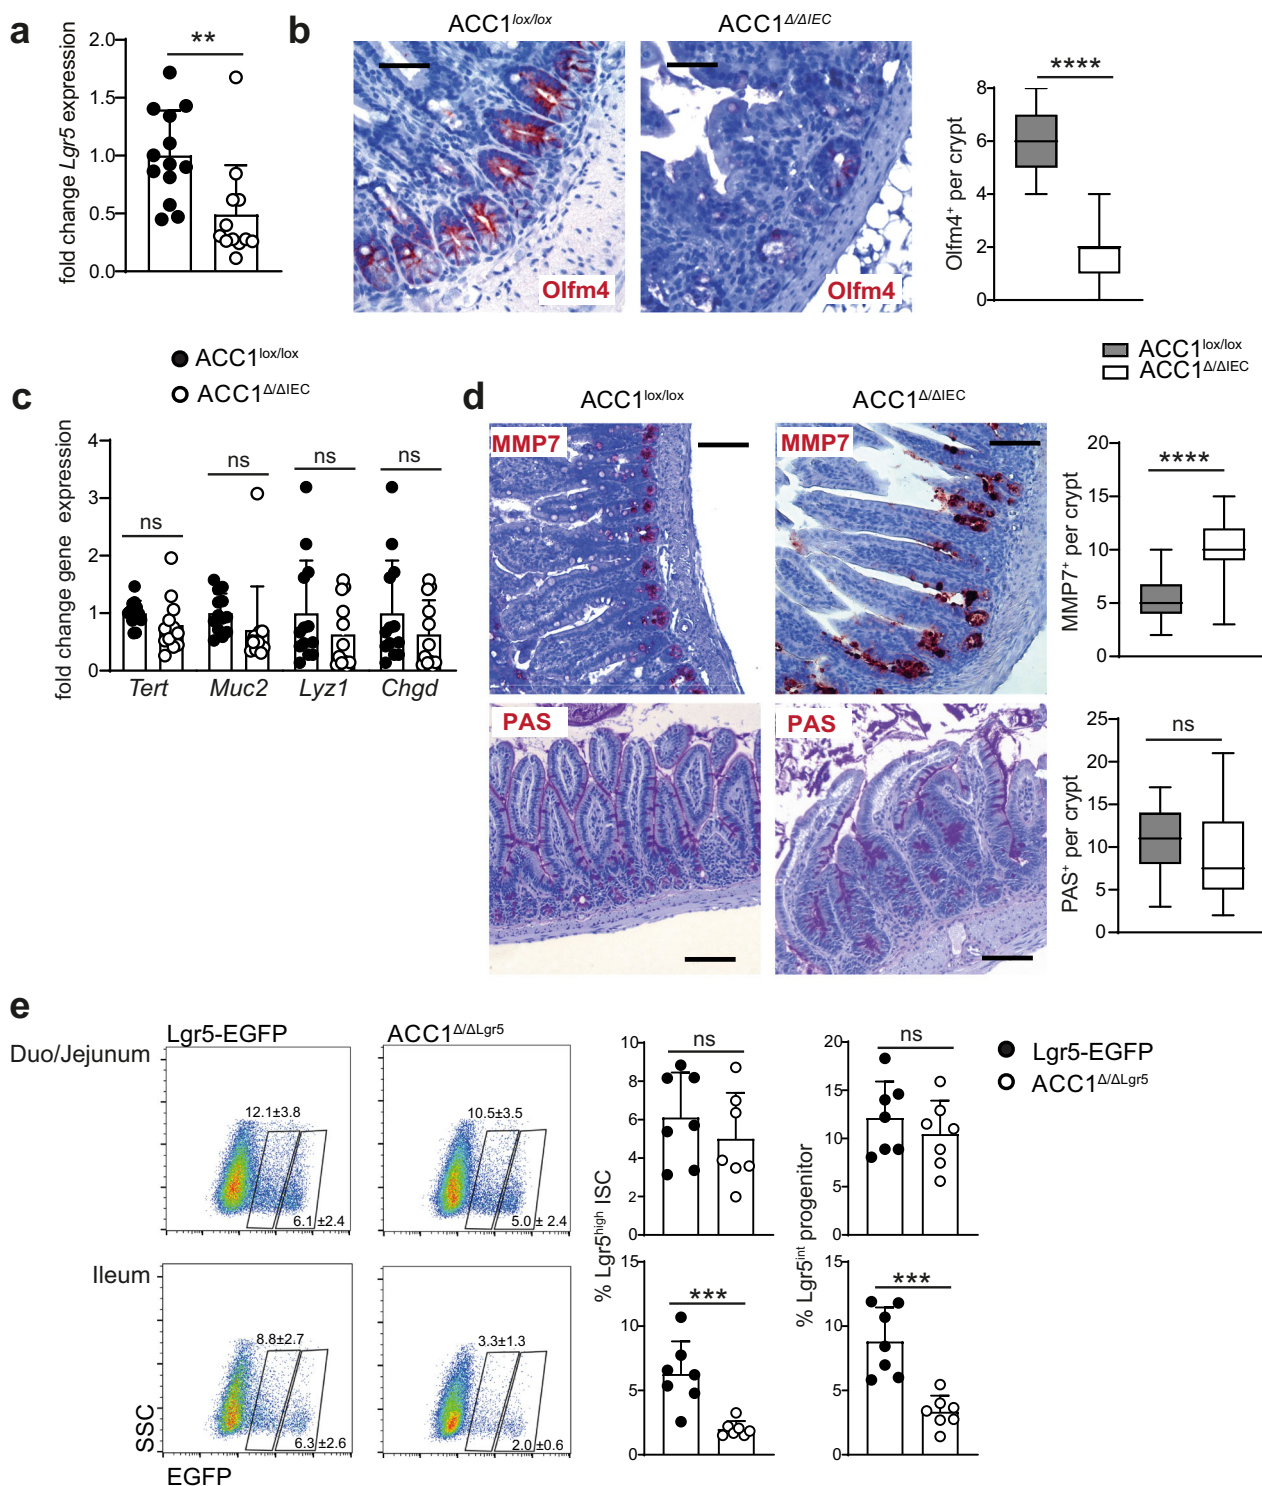 a
fold change Lgr5 expression
2.0
1.5
1.0
0.5
0.0
**
b
ACC1lox/lox
ACC1Δ/ΔIEC
Olfm4
Olfm4
Olfm4+ per crypt
8
6
4
2
0
****
ACC1lox/lox
ACC1Δ/ΔIEC
ACC1lox/lox
ACC1Δ/ΔIEC
c
fold change gene expression
4
3
2
1
0
ns
ns
ns
ns
Tert
Muc2
Lyz1
Chgd
d
ACC1lox/lox
ACC1Δ/ΔIEC
MMP7
MMP7
MMP7+ per crypt
20
15
10
5
0
****
PAS
PAS
PAS+ per crypt
25
20
15
10
5
0
ns
e
Lgr5-EGFP
ACC1Δ/ΔLgr5
Duo/Jejunum
12.1±3.8
6.1 ±2.4
10.5±3.5
5.0 ± 2.4
Ileum
8.8±2.7
6.3 ±2.6
3.3±1.3
2.0 ±0.6
SSC
EGFP
% Lgr5high ISC
10
8
6
4
2
0
ns
15
10
5
0
***
% Lgr5int progenitor
20
15
10
5
0
ns
15
10
5
0
***
Lgr5-EGFP
ACC1Δ/ΔLgr5